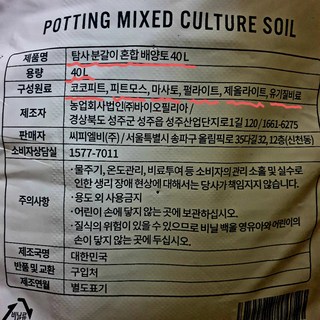 POTTING MIXED CULTURE SOIL
제품명 탐사 분갈이 혼합 배양토 40L
용량 40L
구성원료 코코피트, 피트모스, 마사토, 펄라이트, 제올라이트, 유기질비료
제조자 농업회사법인㈜바이오필리아 /
경상북도 성주군 성주읍 성주산업단지로1길 120 / 1661-6275
판매자 씨피엘비(주) / 서울특별시 송파구 올림픽로 35다길 32, 12층(신천동)
소비자상담실 1577-7011
주의사항
· 물주기, 온도관리, 비료투여 등 소비자의 관리 소홀 및 실수로
인한 생리 장애 현상에 대해서는 당사가 책임지지 않습니다.
· 용도 외 사용금지
· 어린이 손에 닿지 않는 곳에 보관하십시오.
· 질식의 위험이 있을 수 있으므로 비닐 백을 영유아와 어린이의
손이 닿지 않는 곳에 두십시오.
제조국명 대한민국
반품 및 교환 구입처
제조연월 별도표기
비닐류